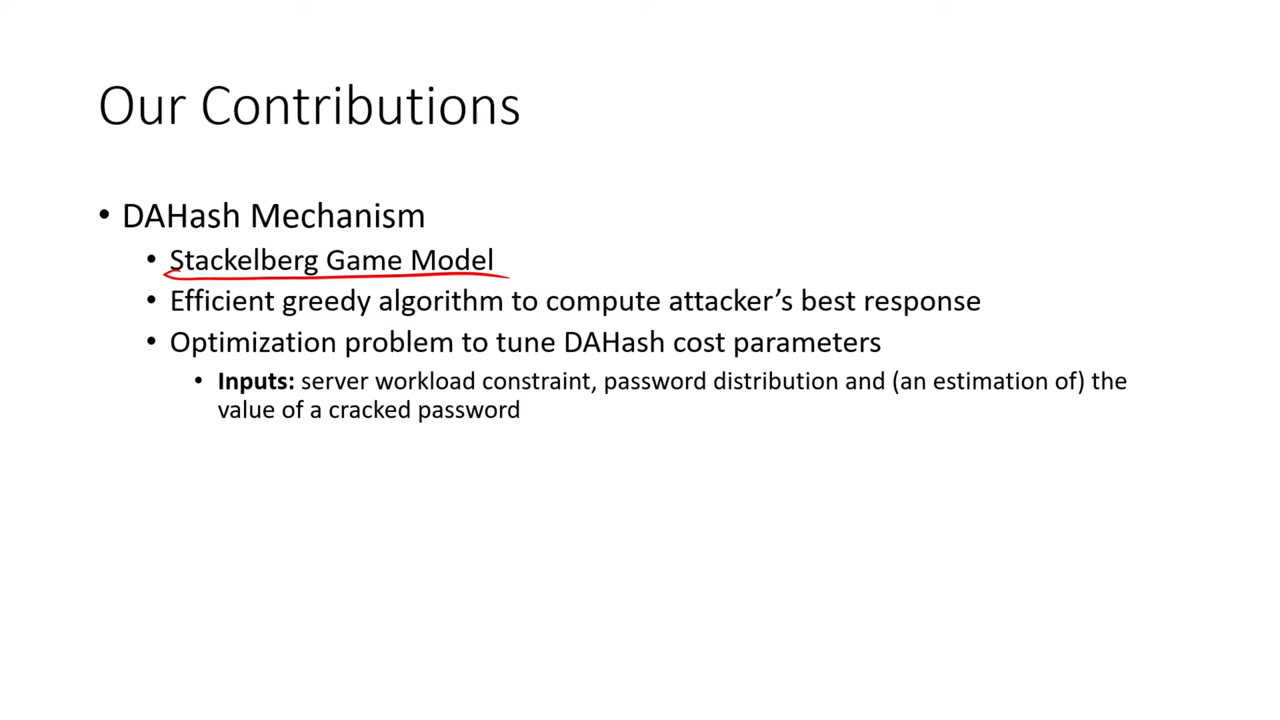 Our Contributions
• DAHash Mechanism
• Stackelberg Game Model
• Efficient greedy algorithm to compute attacker’s best response
• Optimization problem to tune DAHash cost parameters
• Inputs: server workload constraint, password distribution and (an estimation of) the
value of a cracked password